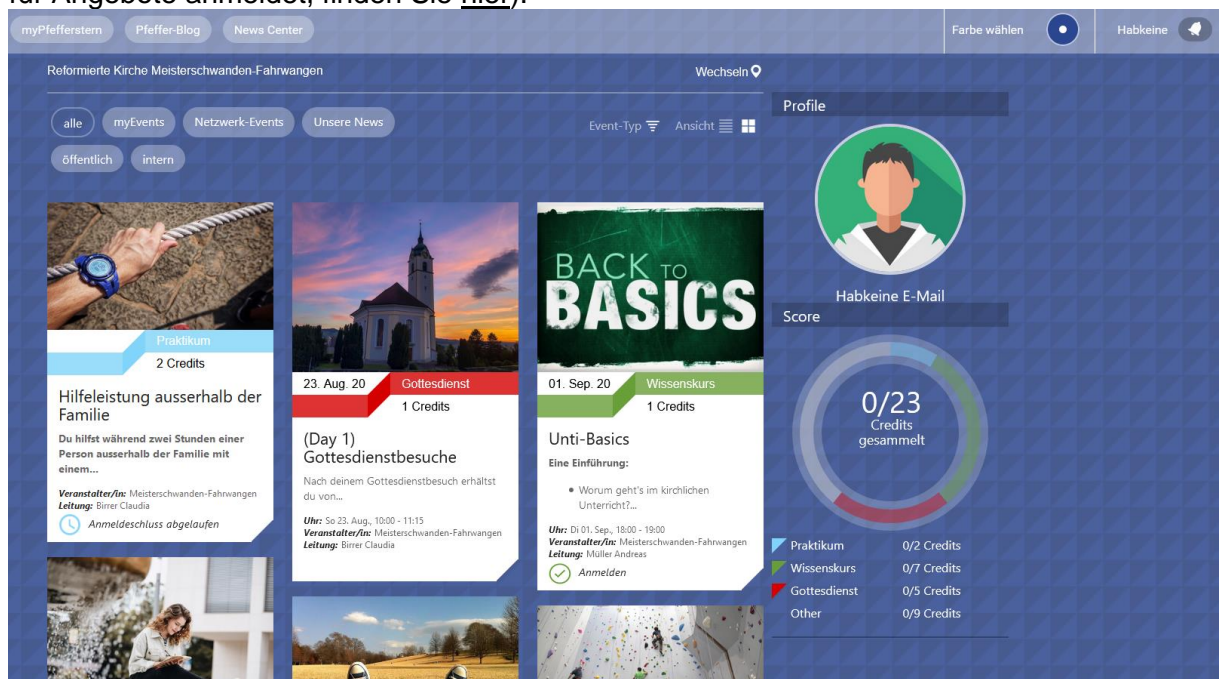 für Angebote anmeldet, finden Sie hier).
myPfefferstern Pfeffer-Blog News Center Farbe wählen Habkeine
Reformierte Kirche Meisterschwanden-Fahrwangen Wechseln
alle myEvents Netzwerk-Events Unsere News Event-Typ Ansicht
öffentlich intern
Praktikum
2 Credits
Hilfeleistung ausserhalb der
Familie
Du hilfst während zwei Stunden einer
Person ausserhalb der Familie mit
einem...
Veranstalter/in: Meisterschwanden-Fahrwangen
Leitung: Birrer Claudia
Anmeldeschluss abgelaufen
23. Aug. 20 Gottesdienst
1 Credits
(Day 1)
Gottesdienstbesuche
Nach deinem Gottesdienstbesuch erhältst
du von...
Uhr: So 23. Aug., 10:00 - 11:15
Veranstalter/in: Meisterschwanden-Fahrwangen
Leitung: Birrer Claudia
BACK TO
BASICS
01. Sep. 20 Wissenskurs
1 Credits
Unti-Basics
Eine Einführung:
• Worum geht's im kirchlichen
Unterricht?...
Uhr: Di 01. Sep., 18:00 - 19:00
Veranstalter/in: Meisterschwanden-Fahrwangen
Leitung: Müller Andreas
Anmelden
Profile
Habkeine E-Mail
Score
0/23
Credits
gesammelt
Praktikum 0/2 Credits
Wissenskurs 0/7 Credits
Gottesdienst 0/5 Credits
Other 0/9 Credits